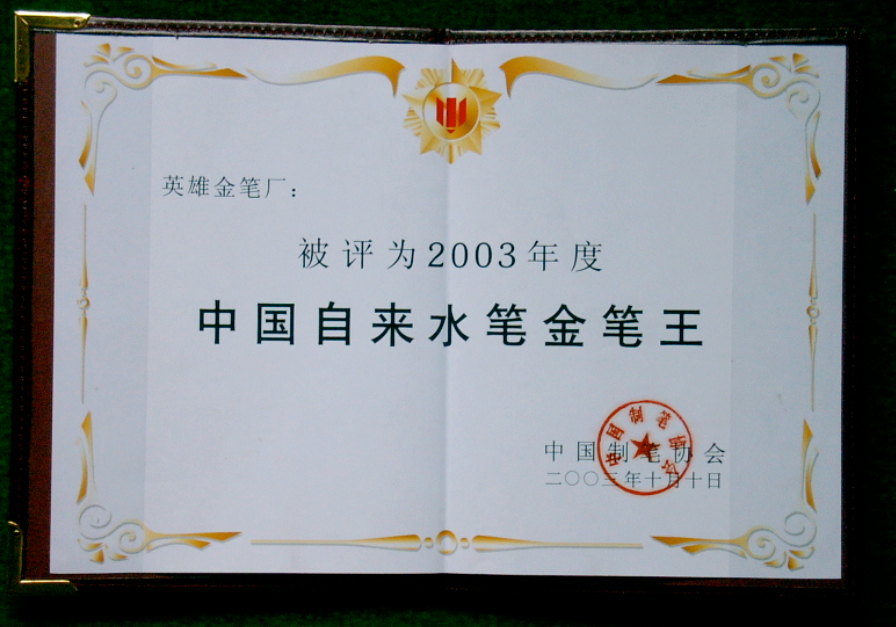 英雄金笔厂：
被评为2003年度
中国自来水笔金笔王
中国制笔协会
二〇〇三年十月十日
中国制笔协会